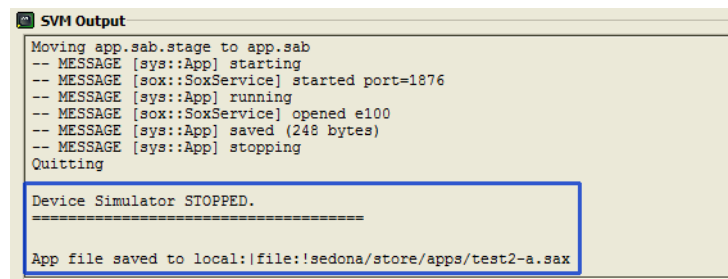 SVM Output
Moving app.sab.stage to app.sab
-- MESSAGE [sys::App] starting
-- MESSAGE [sox::SoxService] started port=1876
-- MESSAGE [sys::App] running
-- MESSAGE [sox::SoxService] opened e100
-- MESSAGE [sys::App] saved (248 bytes)
-- MESSAGE [sys::App] stopping
Quitting
Device Simulator STOPPED.
=====================================
App file saved to local:|file:!sedona/store/apps/test2-a.sax